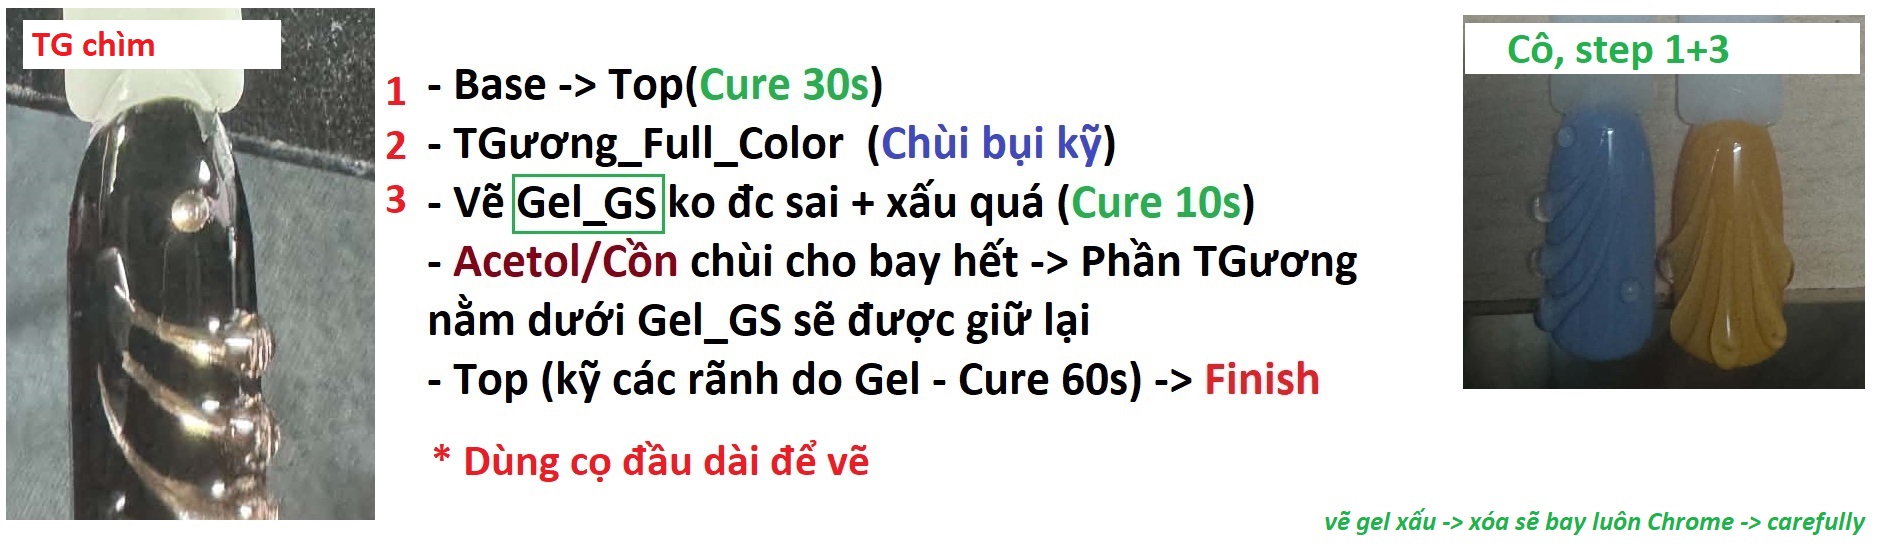 TG chìm
Cô, step 1+3
1 - Base -> Top(Cure 30s)
2 - TGương_Full_Color (Chùi bụi kỹ)
3 - Vẽ Gel_GS ko đc sai + xấu quá (Cure 10s)
- Acetol/Cồn chùi cho bay hết -> Phần TGương
nằm dưới Gel_GS sẽ được giữ lại
- Top (kỹ các rãnh do Gel - Cure 60s) -> Finish
* Dùng cọ đầu dài để vẽ
vẽ gel xấu -> xóa sẽ bay luôn Chrome -> carefully